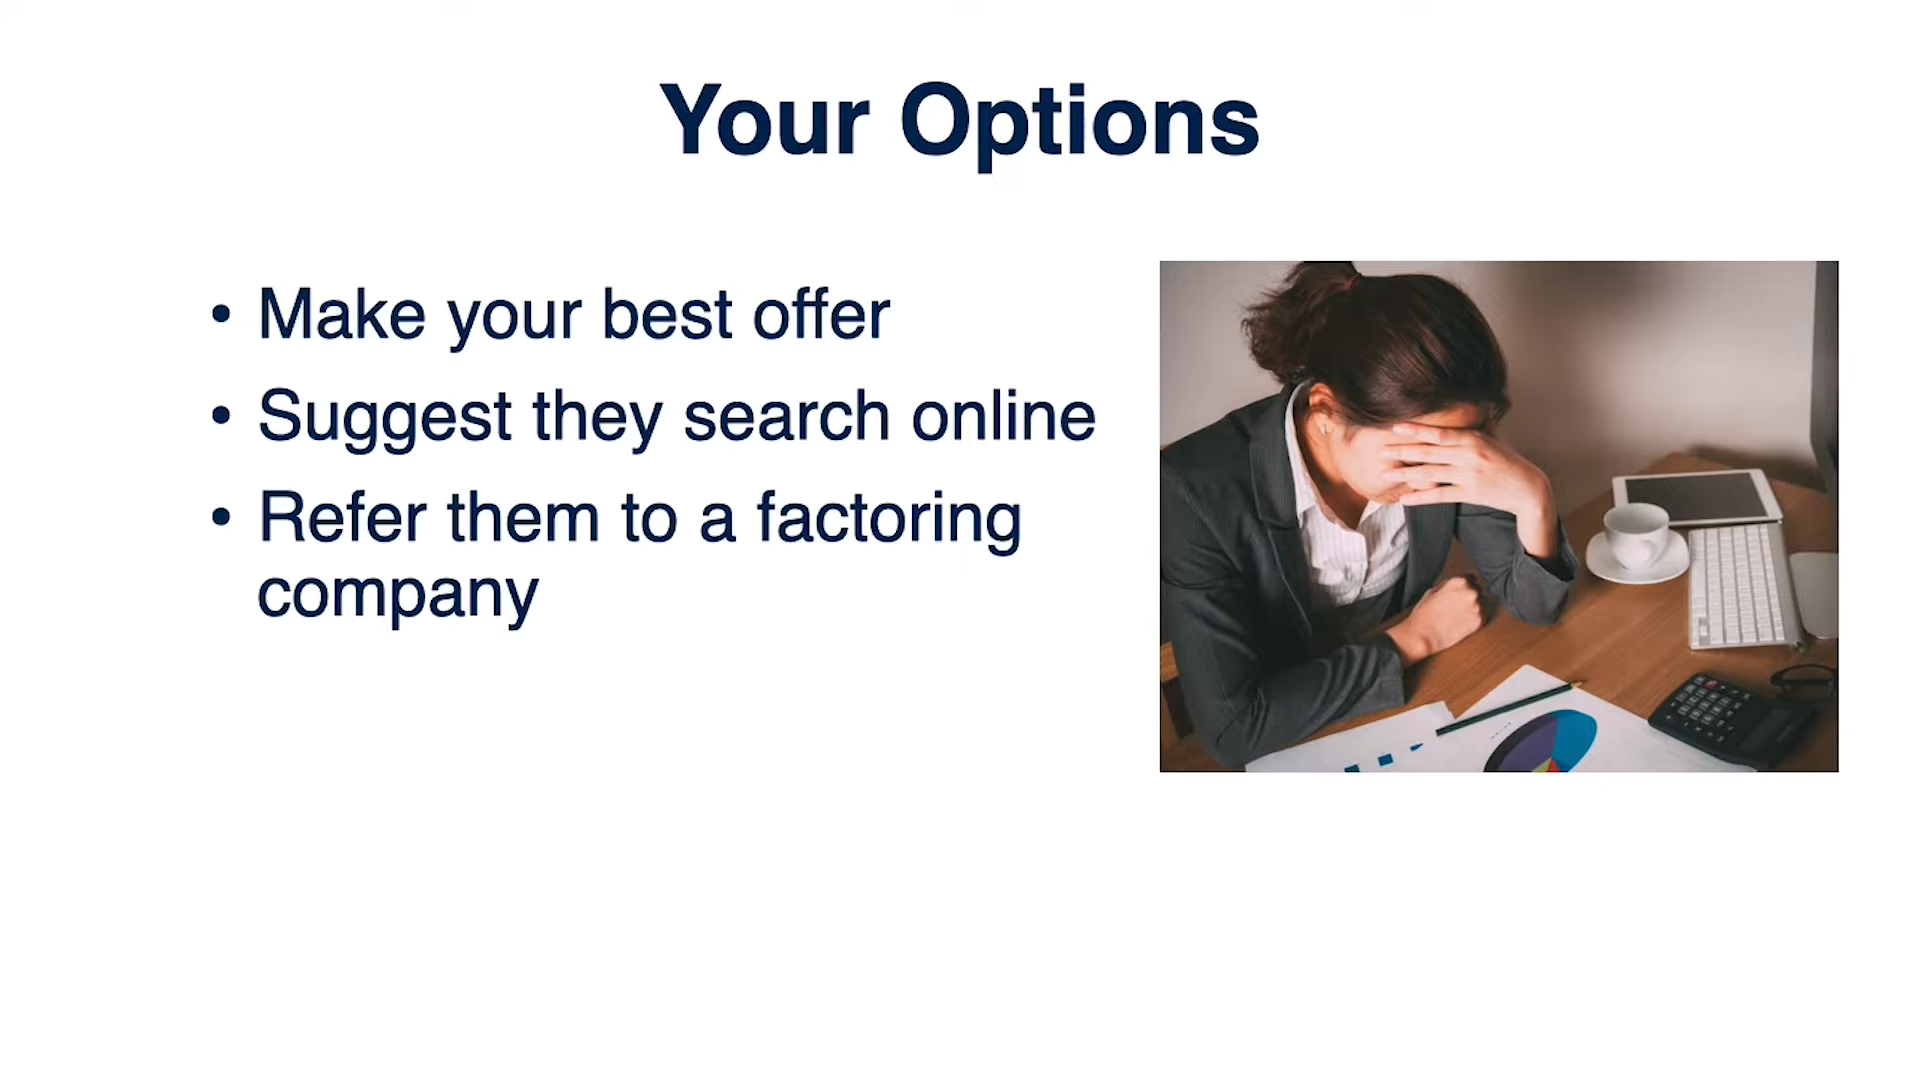 Your Options
• Make your best offer
• Suggest they search online
• Refer them to a factoring
company